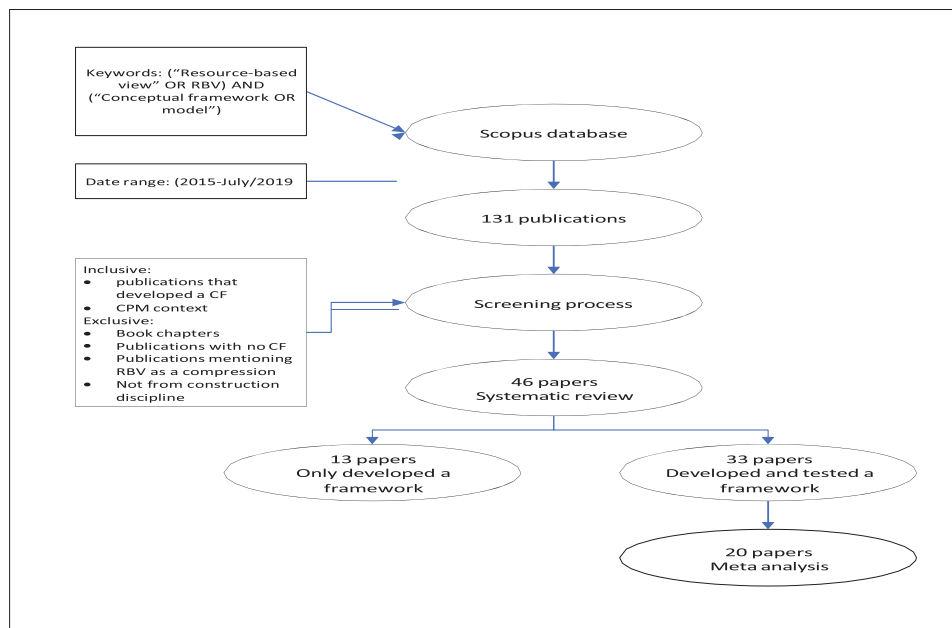 Keywords: (“Resource-based
view” OR RBV) AND
(“Conceptual framework OR
model”)
Scopus database
Date range: (2015-July/2019
131 publications
Inclusive:
• publications that
developed a CF
• CPM context
Exclusive:
• Book chapters
• Publications with no CF
• Publications mentioning
RBV as a compression
• Not from construction
discipline
Screening process
46 papers
Systematic review
13 papers
Only developed a
framework
33 papers
Developed and tested a
framework
20 papers
Meta analysis